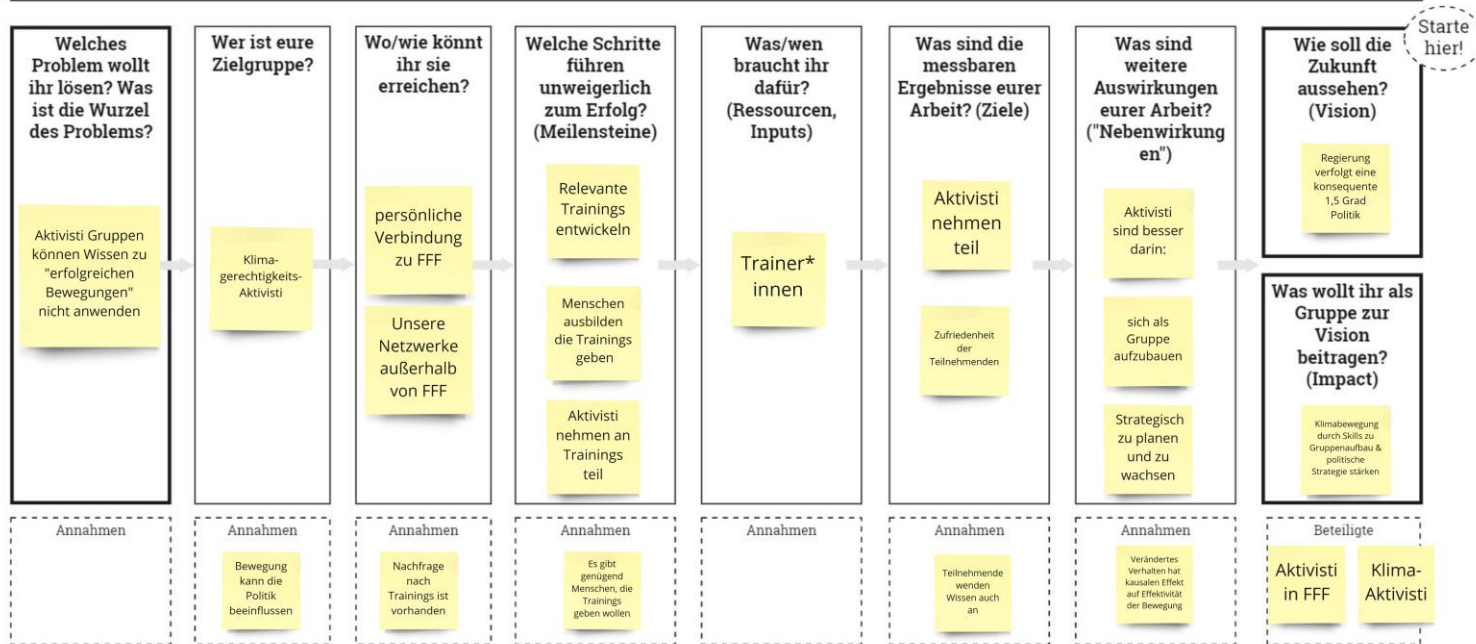 Starte
hier!
Welches
Problem wollt
ihr lösen? Was
ist die Wurzel
des Problems?
Aktivisti Gruppen
können Wissen zu
"erfolgreichen
Bewegungen"
nicht anwenden
Wer ist eure
Zielgruppe?
Klima-
gerechtigkeits-
Aktivisti
Wo/wie könnt
ihr sie
erreichen?
persönliche
Verbindung
zu FFF
Unsere
Netzwerke
außerhalb
von FFF
Welche Schritte
führen
unweigerlich
zum Erfolg?
(Meilensteine)
Relevante
Trainings
entwickeln
Menschen
ausbilden
die Trainings
geben
Aktivisti
nehmen an
Trainings
teil
Was/wen
braucht ihr
dafür?
(Ressourcen,
Inputs)
Trainer*
innen
Was sind die
messbaren
Ergebnisse eurer
Arbeit? (Ziele)
Aktivisti
nehmen
teil
Zufriedenheit
der
Teilnehmenden
Was sind
weitere
Auswirkungen
eurer Arbeit?
("Nebenwirkung
en")
Aktivisti
sind besser
darin:
sich als
Gruppe
aufzubauen
Strategisch
zu planen
und zu
wachsen
Wie soll die
Zukunft
aussehen?
(Vision)
Regierung
verfolgt eine
konsequente
1,5 Grad
Politik
Was wollt ihr als
Gruppe zur
Vision
beitragen?
(Impact)
Klimabewegung
durch Skills zu
Gruppenaufbau &
politische
Strategie stärken
Annahmen
Annahmen
Bewegung
kann die
Politik
beeinflussen
Annahmen
Nachfrage
nach
Trainings ist
vorhanden
Annahmen
Es gibt
genügend
Menschen, die
Trainings
geben wollen
Annahmen
Annahmen
Teilnehmende
wenden
Wissen auch
an
Annahmen
Verändertes
Verhalten hat
kausalen Effekt
auf Effektivität
der Bewegung
Beteiligte
Aktivisti
in FFF
Klima-
Aktivisti